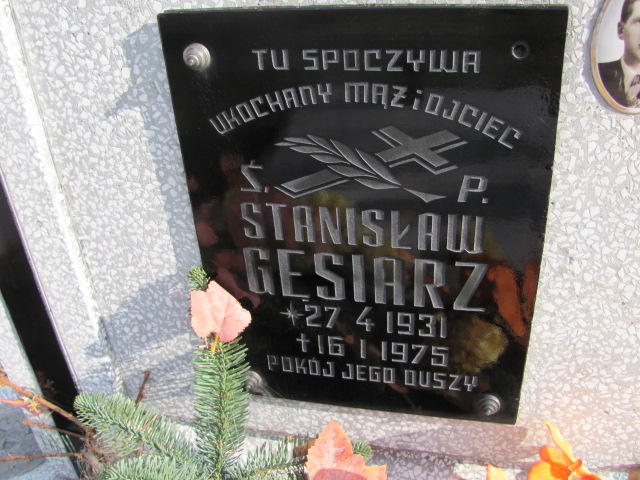 TU SPOCZYWA
UKOCHANY MĄŻ i OJCIEC
Ś. P.
STANISŁAW
GĘSIARZ
*27 4 1931
†16 1 1975
POKÓJ JEGO DUSZY